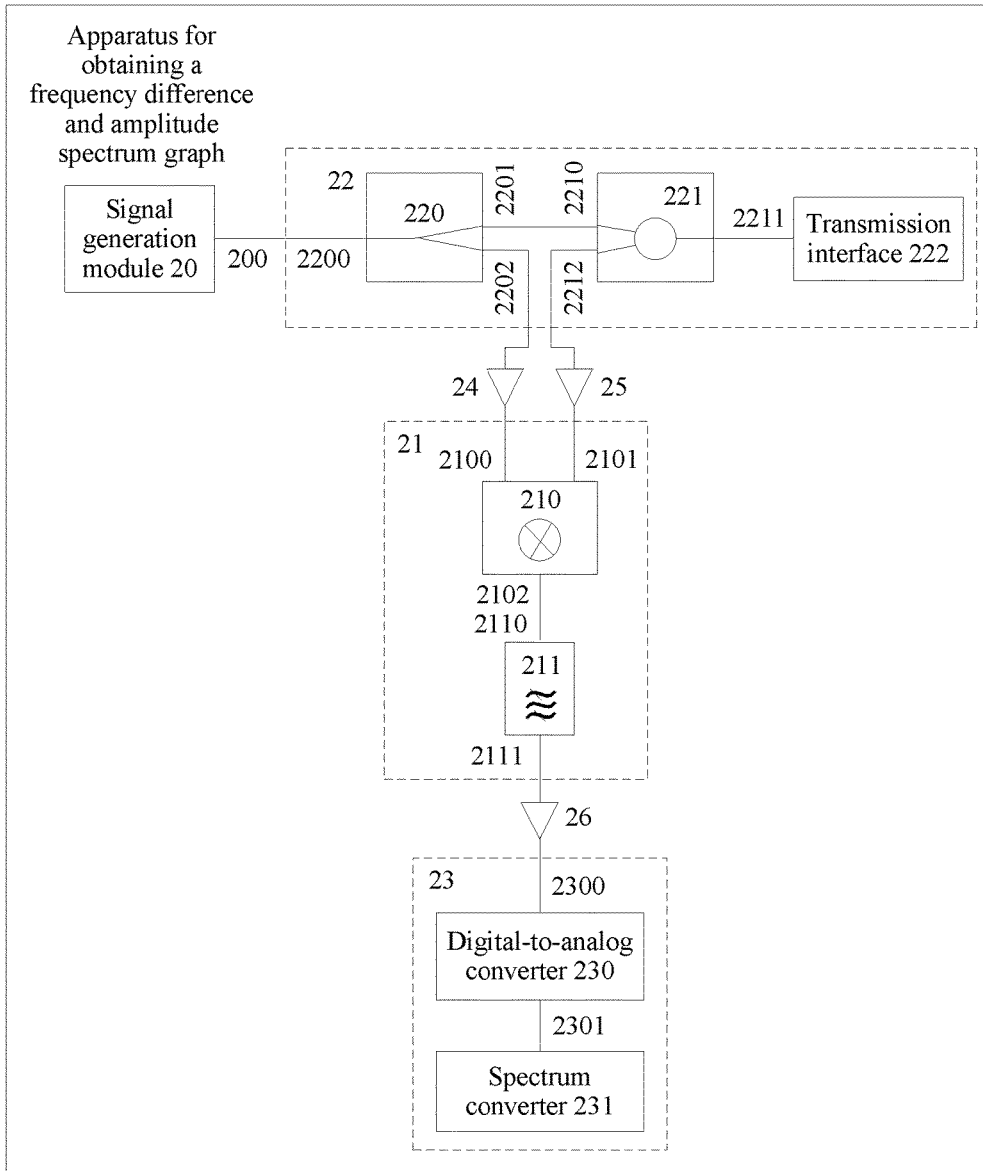 Apparatus for
obtaining a
frequency difference
and amplitude
spectrum graph
Signal
generation
module 20
200
2200
22
220
2201
2202
2210
2212
221
2211
Transmission
interface 222
24
25
21
2100
2101
210
2102
2110
211
2111
26
23
2300
Digital-to-analog
converter 230
2301
Spectrum
converter 231